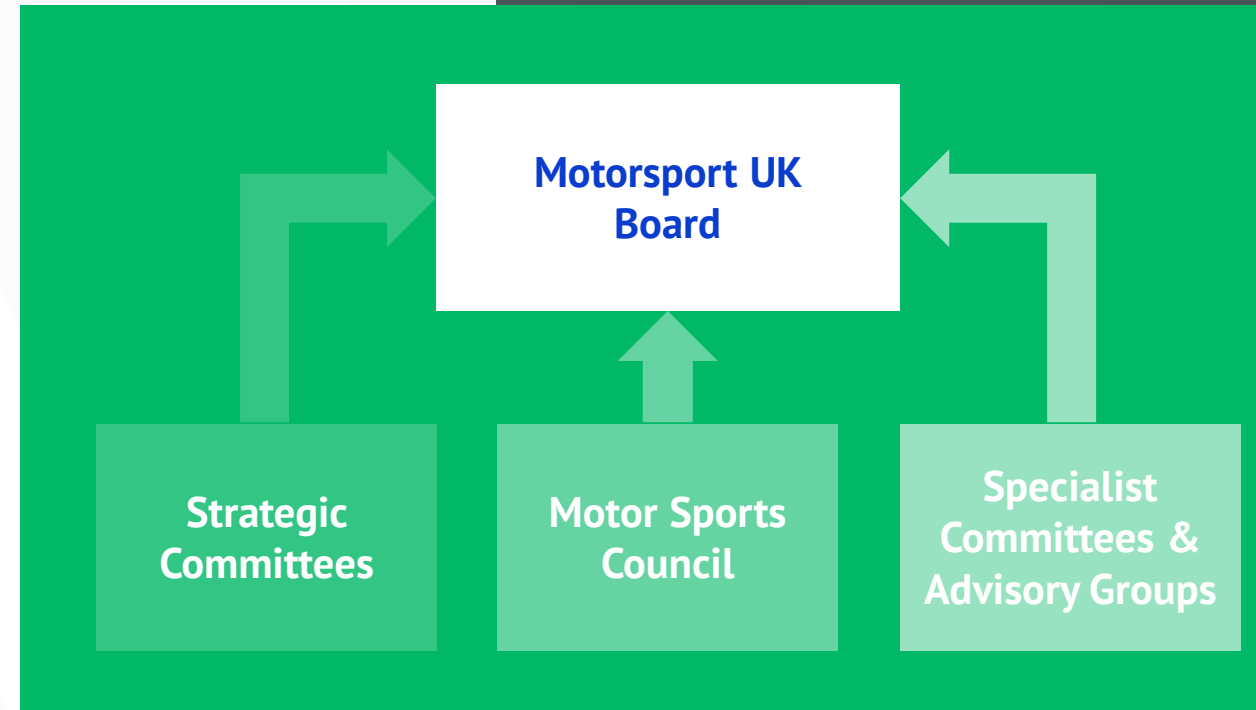 Motorsport UK
Board
Strategic
Committees
Motor Sports
Council
Specialist
Committees &
Advisory Groups